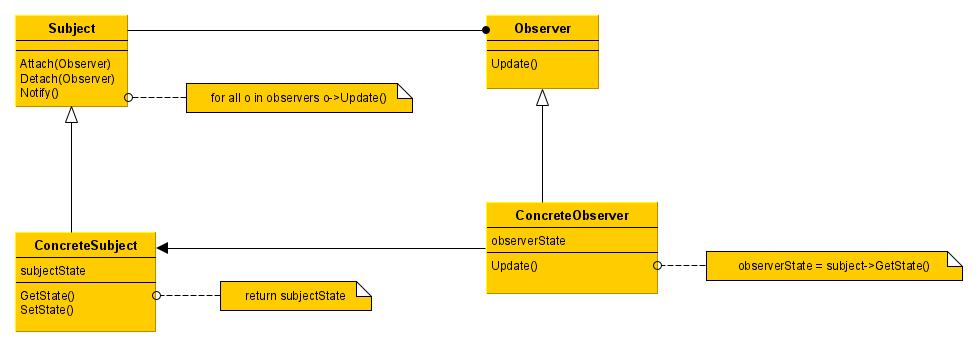 Subject
Attach(Observer)
Detach(Observer)
Notify()
for all o in observers o->Update()
Observer
Update()
ConcreteSubject
subjectState
GetState()
SetState()
return subjectState
ConcreteObserver
observerState
Update()
observerState = subject->GetState()